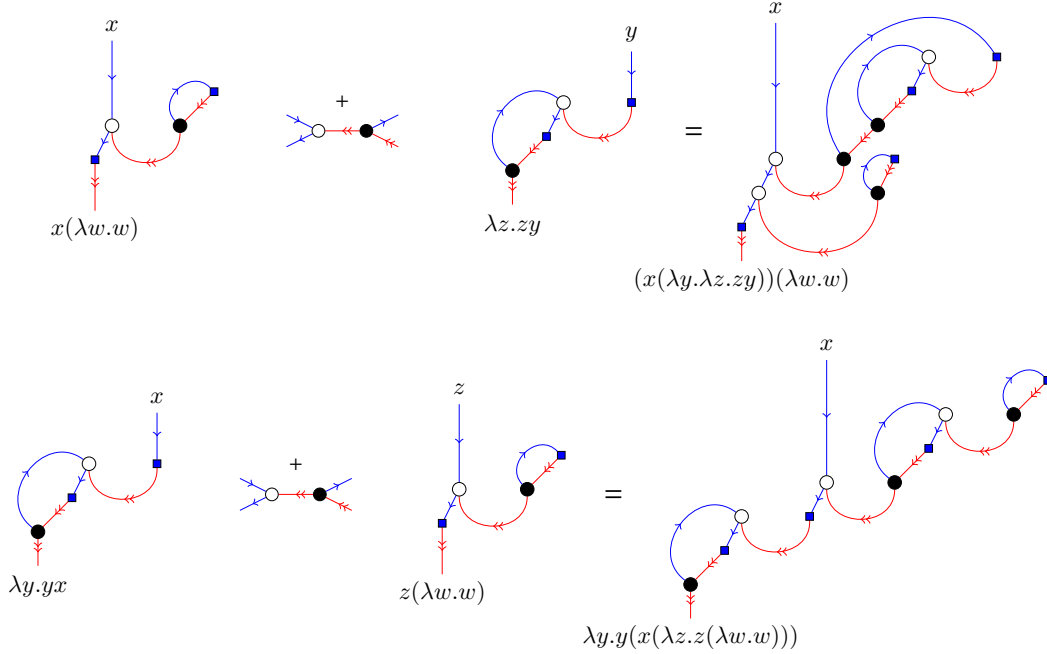 x
x
y
+
=
x(λw.w)
λz.zy
(x(λy.λz.zy))(λw.w)
x
x
z
+
=
λy.yx
z(λw.w)
λy.y(x(λz.z(λw.w)))